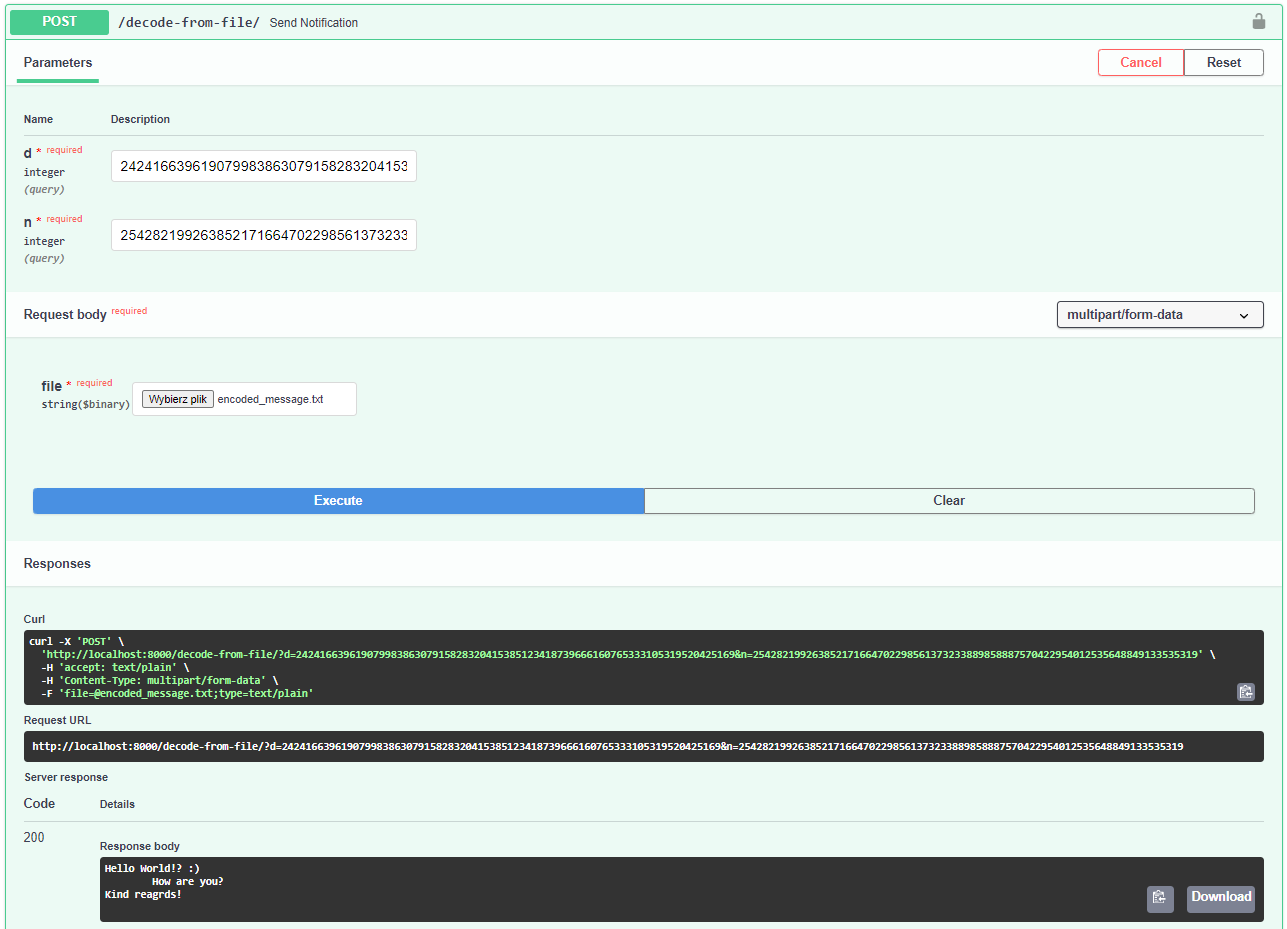 POST /decode-from-file/ Send Notification
Parameters
Cancel Reset
Name Description
d * required
integer
(query)
242416639619079983863079158283204153
n * required
integer
(query)
254282199263852171664702298561373233
Request body required
multipart/form-data
file * required
string($binary)
Wybierz plik encoded_message.txt
Execute Clear
Responses
Curl
curl -X 'POST' \
'http://localhost:8000/decode-from-file/?d=24241663961907998386307915828320415385123418739666160765333105319520425169&n=25428219926385217166470229856137323388985888757042295401253564884913353531​9' \
-H 'accept: text/plain' \
-H 'Content-Type: multipart/form-data' \
-F 'file=@encoded_message.txt;type=text/plain'
Request URL
http://localhost:8000/decode-from-file/?d=24241663961907998386307915828320415385123418739666160765333105319520425169&n=254282199263852171664702298561373233889858887570422954012535648849133535319
Server response
Code Details
200
Response body
Hello World!? :)
How are you?
Kind reagrds!
Download